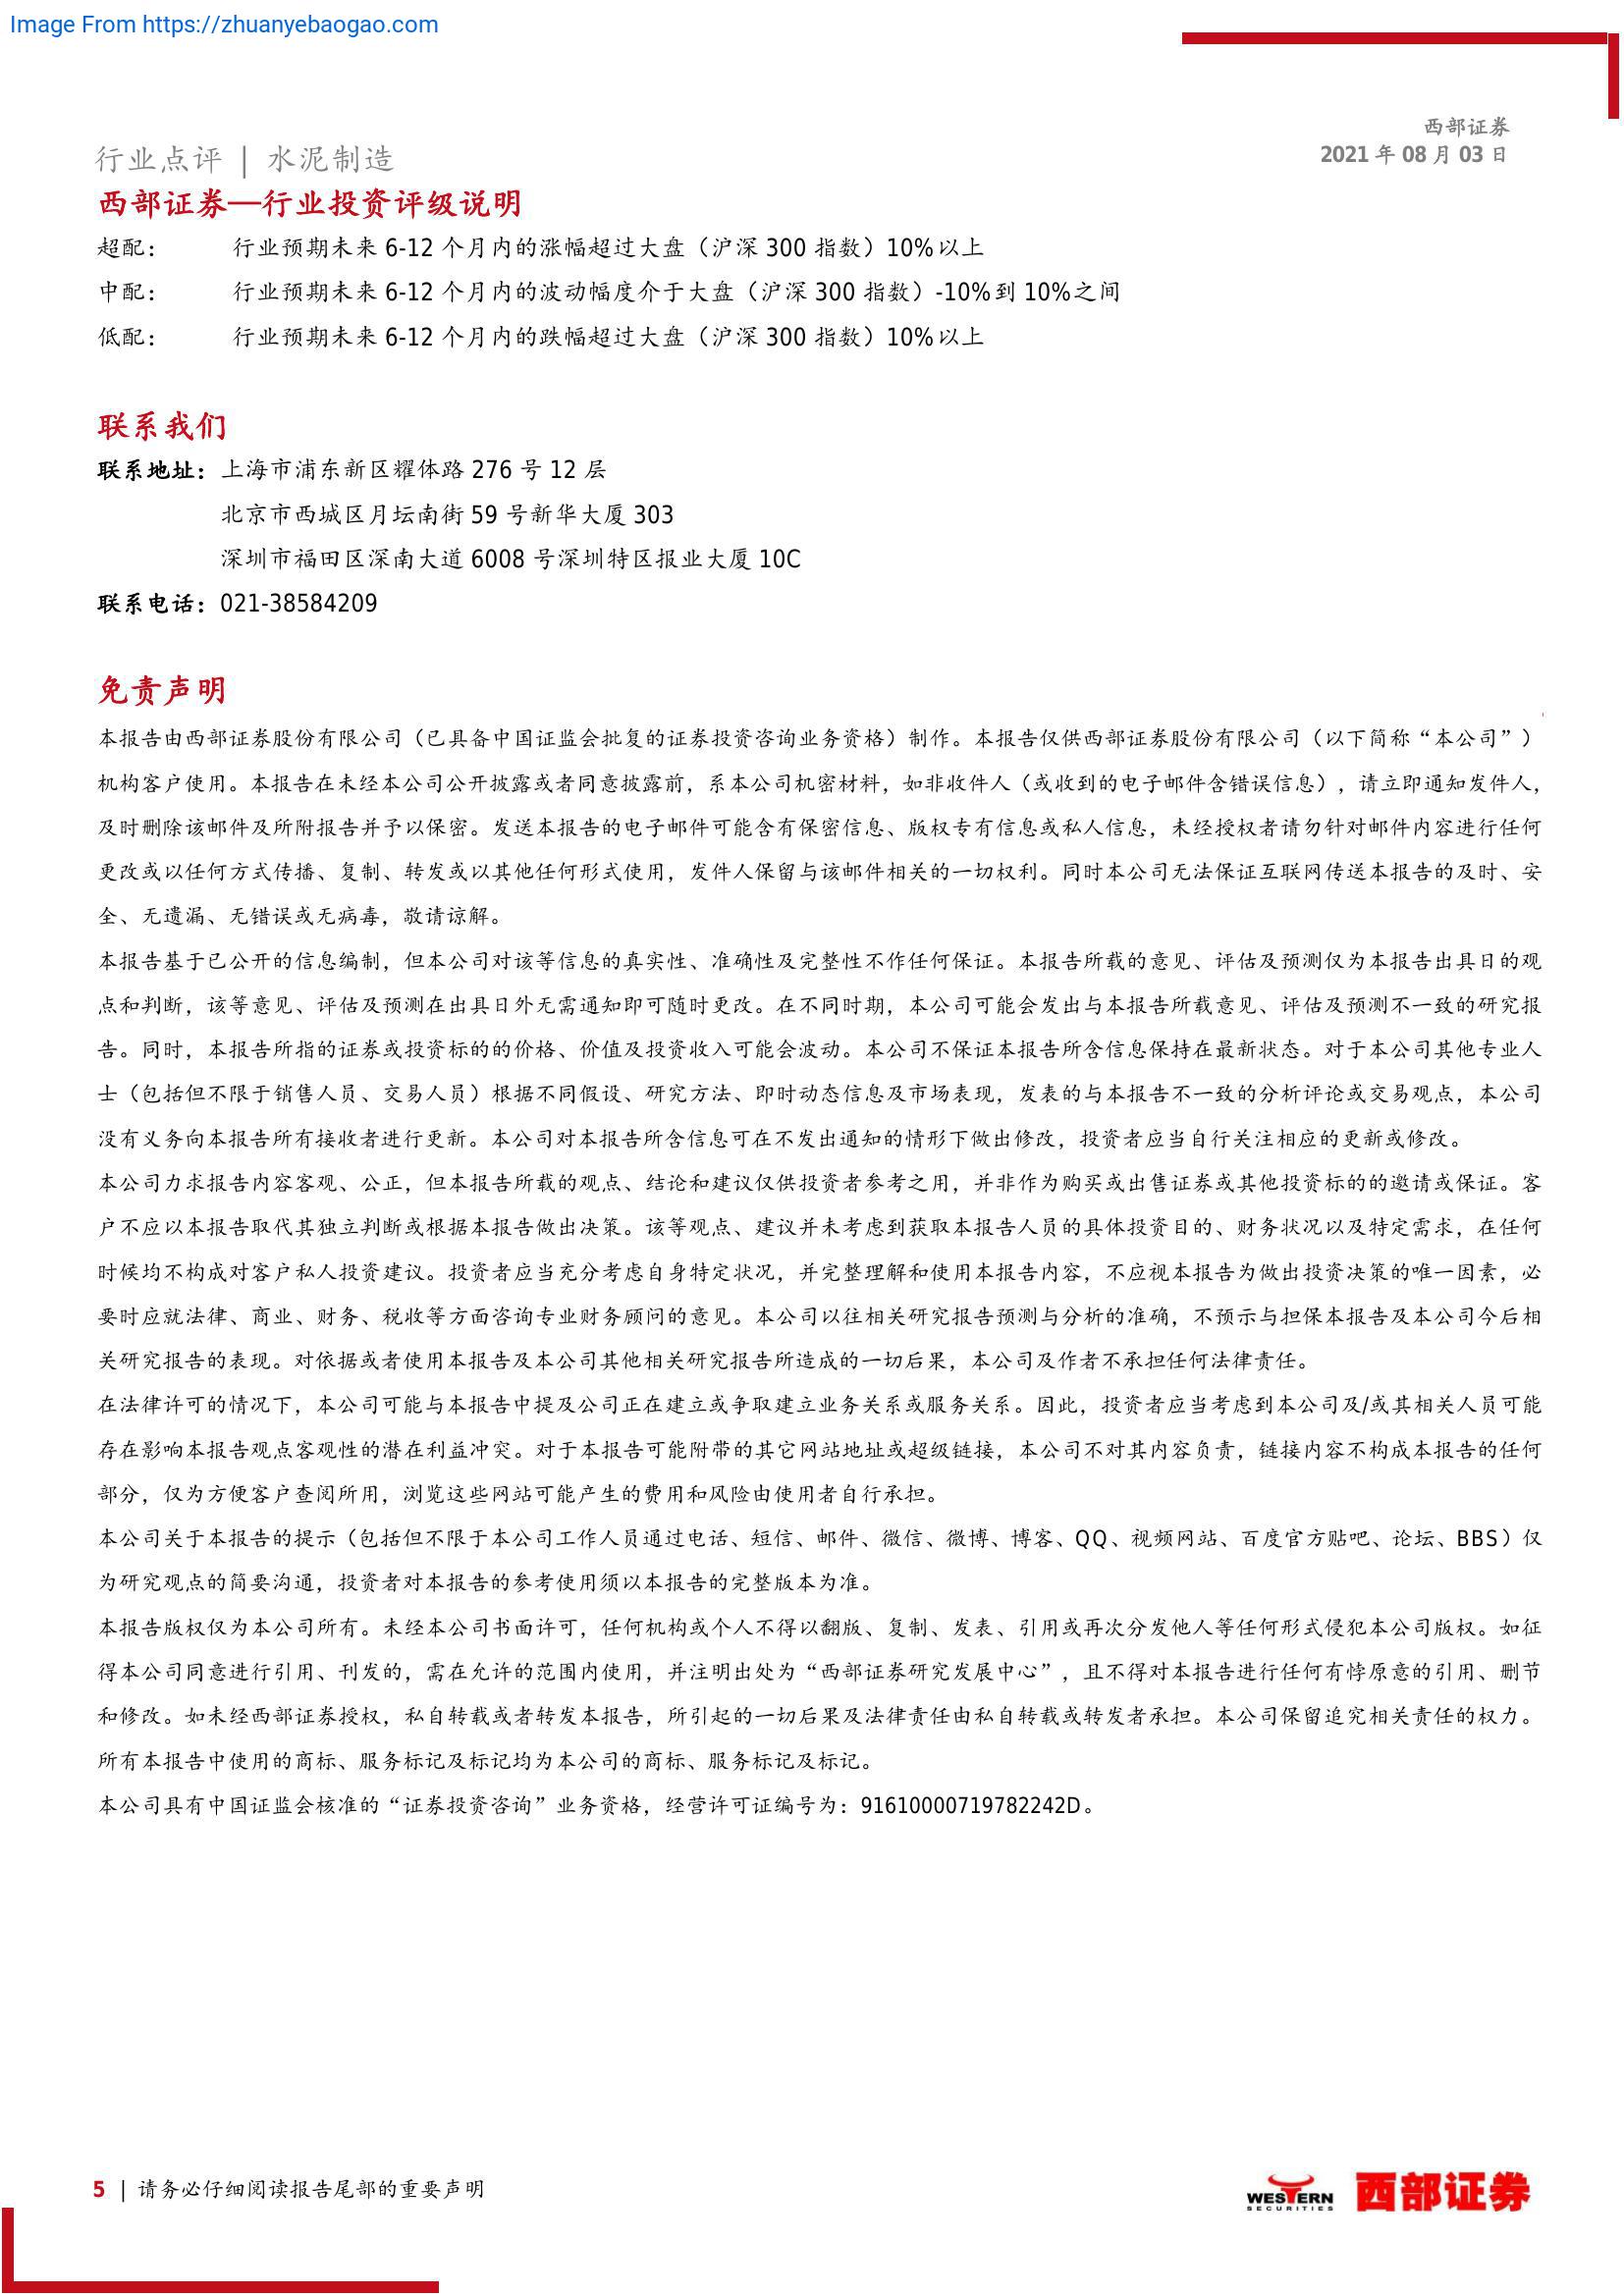 Image From https://zhuanyebaogao.com
西部证券
2021 年 08 月 03 日
行业点评 | 水泥制造
西部证券—行业投资评级说明
超配： 行业预期未来 6-12 个月内的涨幅超过大盘（沪深 300 指数）10%以上
中配： 行业预期未来 6-12 个月内的波动幅度介于大盘（沪深 300 指数）-10%到 10%之间
低配： 行业预期未来 6-12 个月内的跌幅超过大盘（沪深 300 指数）10%以上
联系我们
联系地址：上海市浦东新区耀体路 276 号 12 层
北京市西城区月坛南街 59 号新华大厦 303
深圳市福田区深南大道 6008 号深圳特区报业大厦 10C
联系电话：021-38584209
免责声明
本报告由西部证券股份有限公司（已具备中国证监会批复的证券投资咨询业务资格）制作。本报告仅供西部证券股份有限公司（以下简称“本公司”）
机构客户使用。本报告在未经本公司公开披露或者同意披露前，系本公司机密材料，如非收件人（或收到的电子邮件含错误信息），请立即通知发件人，
及时删除该邮件及所附报告并予以保密。发送本报告的电子邮件可能含有保密信息、版权专有信息或私人信息，未经授权者请勿针对邮件内容进行任何
更改或以任何方式传播、复制、转发或以其他任何形式使用，发件人保留与该邮件相关的一切权利。同时本公司无法保证互联网传送本报告的及时、安
全、无遗漏、无错误或无病毒，敬请谅解。
本报告基于已公开的信息编制，但本公司对该等信息的真实性、准确性及完整性不作任何保证。本报告所载的意见、评估及预测仅为本报告出具日的观
点和判断，该等意见、评估及预测在出具日外无需通知即可随时更改。在不同时期，本公司可能会发出与本报告所载意见、评估及预测不一致的研究报
告。同时，本报告所指的证券或投资标的的价格、价值及投资收入可能会波动。本公司不保证本报告所含信息保持在最新状态。对于本公司其他专业人
士（包括但不限于销售人员、交易人员）根据不同假设、研究方法、即时动态信息及市场表现，发表的与本报告不一致的分析评论或交易观点，本公司
没有义务向本报告所有接收者进行更新。本公司对本报告所含信息可在不发出通知的情形下做出修改，投资者应当自行关注相应的更新或修改。
本公司力求报告内容客观、公正，但本报告所载的观点、结论和建议仅供投资者参考之用，并非作为购买或出售证券或其他投资标的的邀请或保证。客
户不应以本报告取代其独立判断或根据本报告做出决策。该等观点、建议并未考虑到获取本报告人员的具体投资目的、财务状况以及特定需求，在任何
时候均不构成对客户私人投资建议。投资者应当充分考虑自身特定状况，并完整理解和使用本报告内容，不应视本报告为做出投资决策的唯一因素，必
要时应就法律、商业、财务、税收等方面咨询专业财务顾问的意见。本公司以往相关研究报告预测与分析的准确，不预示与担保本报告及本公司今后相
关研究报告的表现。对依据或者使用本报告及本公司其他相关研究报告所造成的一切后果，本公司及作者不承担任何法律责任。
在法律许可的情况下，本公司可能与本报告中提及公司正在建立或争取建立业务关系或服务关系。因此，投资者应当考虑到本公司及/或其相关人员可能
存在影响本报告观点客观性的潜在利益冲突。对于本报告可能附带的其它网站地址或超级链接，本公司不对其内容负责，链接内容不构成本报告的任何
部分，仅为方便客户查阅所用，浏览这些网站可能产生的费用和风险由使用者自行承担。
本公司关于本报告的提示（包括但不限于本公司工作人员通过电话、短信、邮件、微信、微博、博客、QQ、视频网站、百度官方贴吧、论坛、BBS）仅
为研究观点的简要沟通，投资者对本报告的参考使用须以本报告的完整版本为准。
本报告版权仅为本公司所有。未经本公司书面许可，任何机构或个人不得以翻版、复制、发表、引用或再次分发他人等任何形式侵犯本公司版权。如征
得本公司同意进行引用、刊发的，需在允许的范围内使用，并注明出处为“西部证券研究发展中心”，且不得对本报告进行任何有悖原意的引用、删节
和修改。如未经西部证券授权，私自转载或者转发本报告，所引起的一切后果及法律责任由私自转载或转发者承担。本公司保留追究相关责任的权力。
所有本报告中使用的商标、服务标记及标记均为本公司的商标、服务标记及标记。
本公司具有中国证监会核准的“证券投资咨询”业务资格，经营许可证编号为：91610000719782242D。
5 | 请务必仔细阅读报告尾部的重要声明
WESTERN
SECURITIES
西部证券